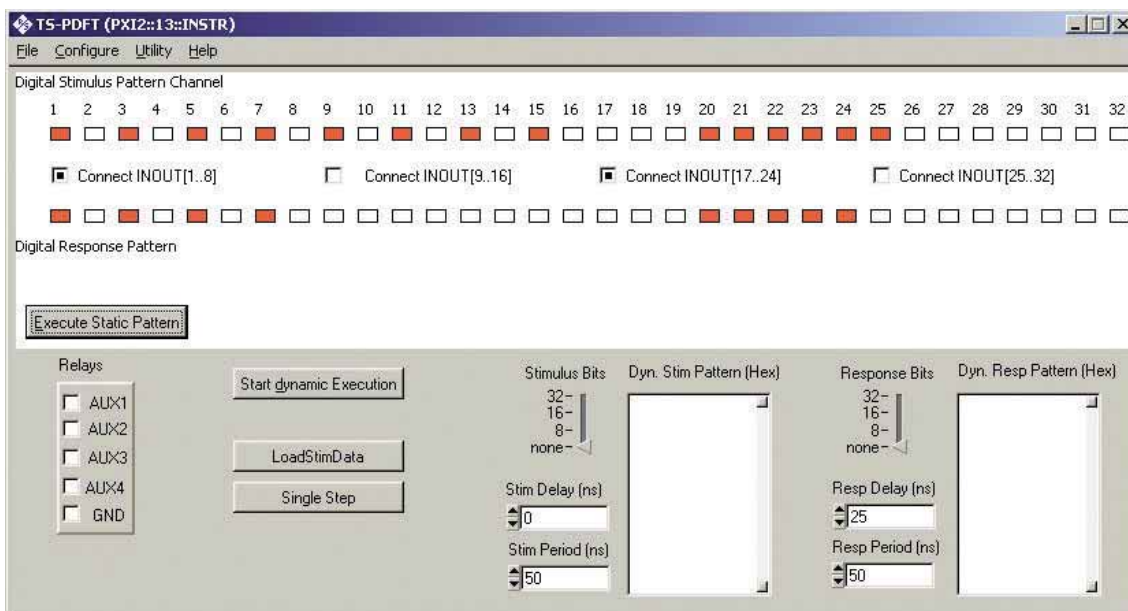 TS-PDFT (PXI2::13::INSTR)
File Configure Utility Help
Digital Stimulus Pattern Channel
1 2 3 4 5 6 7 8 9 10 11 12 13 14 15 16 17 18 19 20 21 22 23 24 25 26 27 28 29 30 31 32
Connect INOUT[1..8] Connect INOUT[9..16] Connect INOUT[17..24] Connect INOUT[25..32]
Digital Response Pattern
Execute Static Pattern
Relays
AUX1
AUX2
AUX3
AUX4
GND
Start dynamic Execution
LoadStimData
Single Step
Stimulus Bits
32
16
8
none
Stim Delay (ns)
0
Stim Period (ns)
50
Dyn. Stim Pattern (Hex)
Response Bits
32
16
8
none
Resp Delay (ns)
25
Resp Period (ns)
50
Dyn. Resp Pattern (Hex)